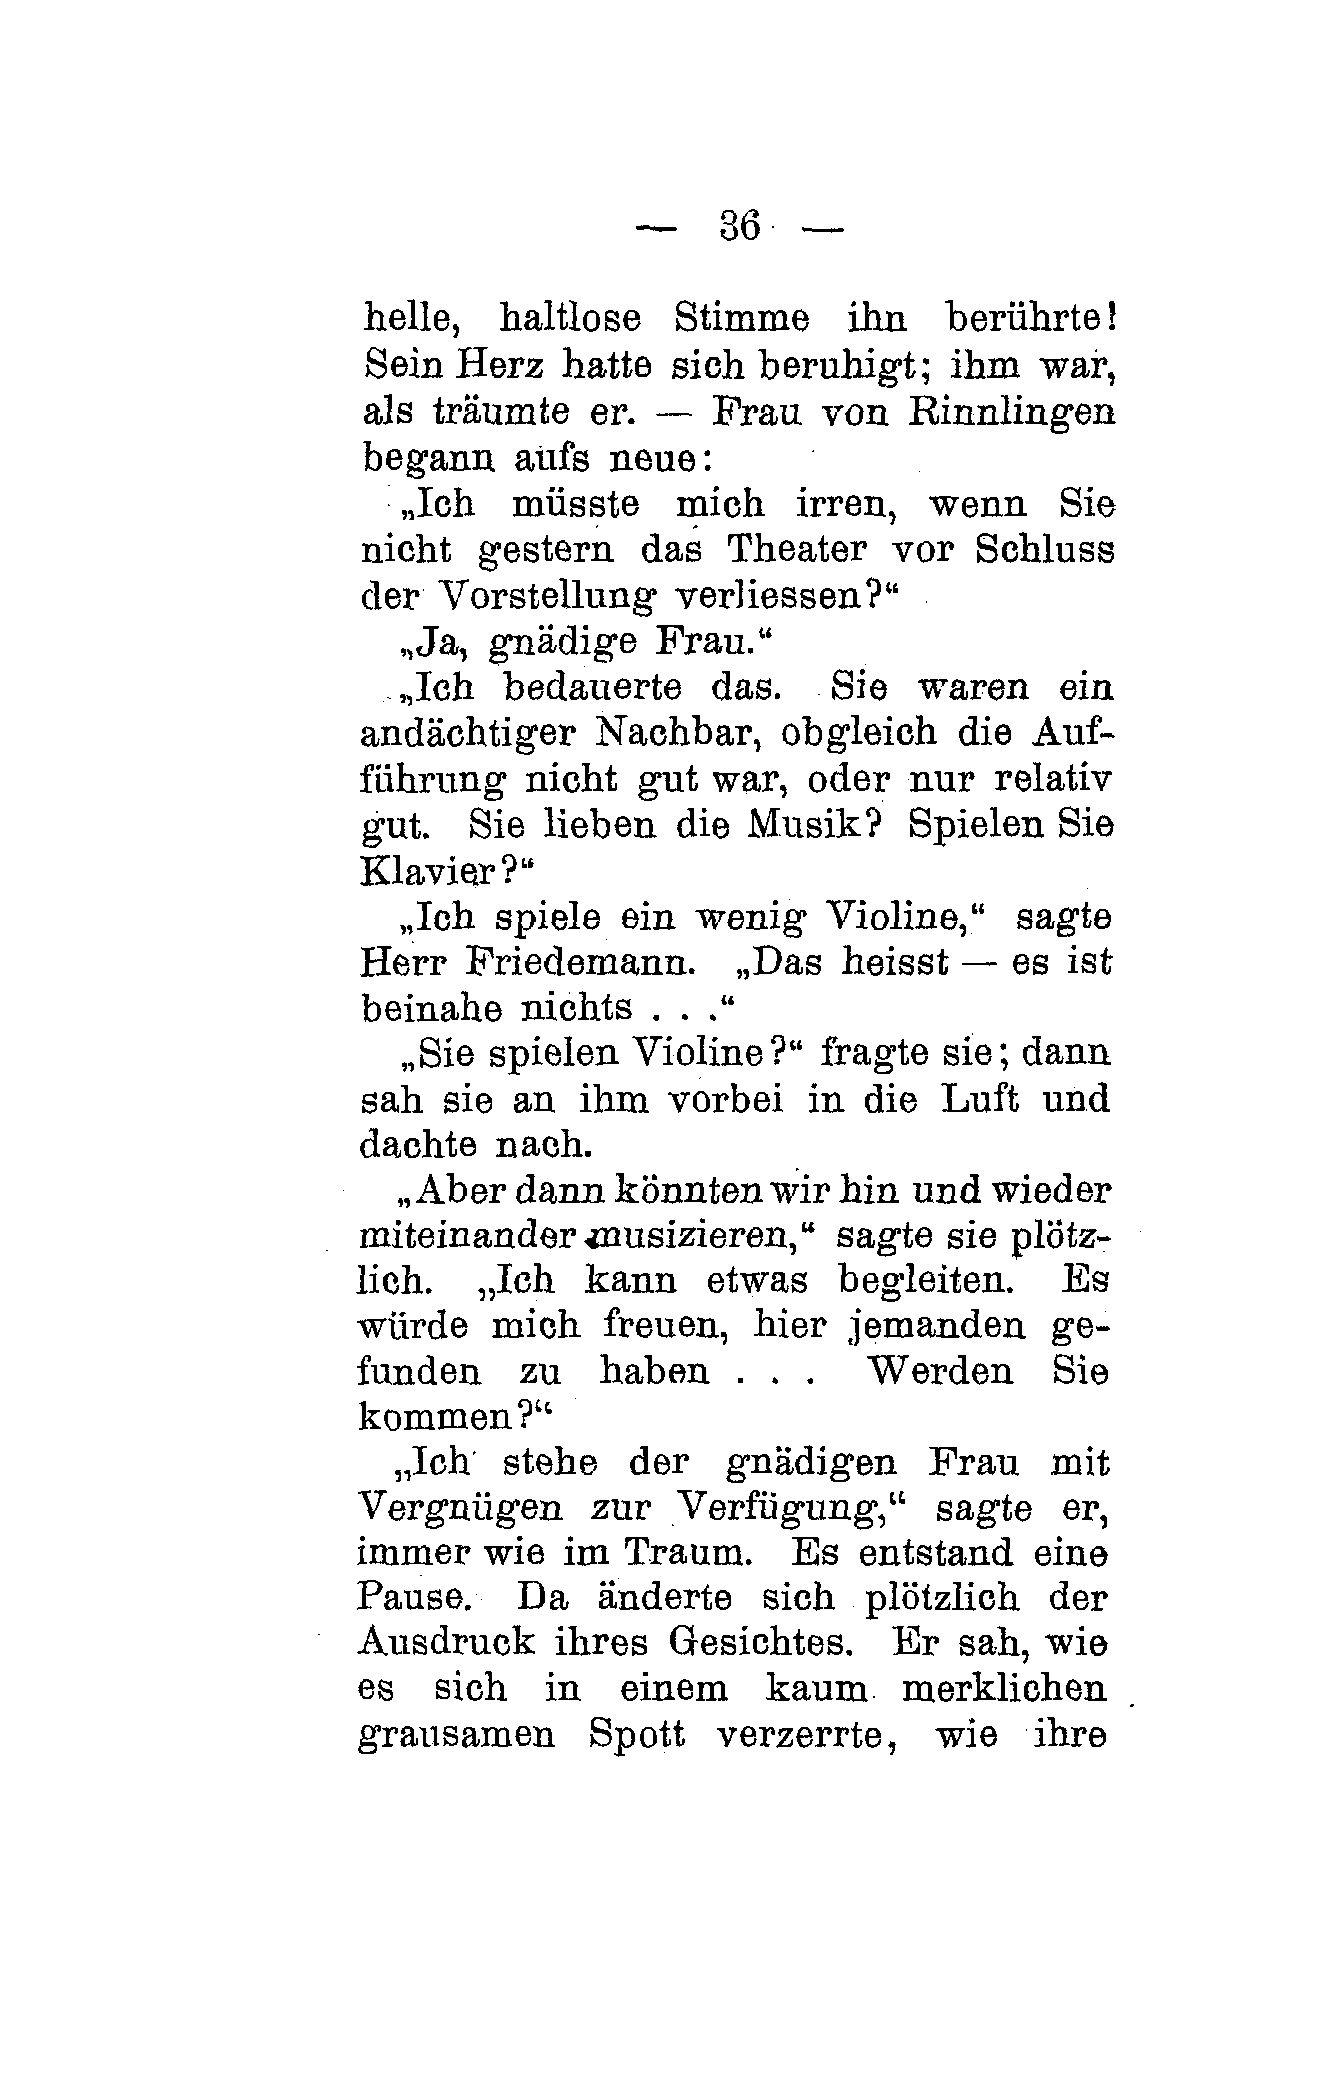 — 36 —
helle, haltlose Stimme ihn berührte!
Sein Herz hatte sich beruhigt; ihm war,
als träumte er. — Frau von Rinnlingen
begann aufs neue:
„Ich müsste mich irren, wenn Sie
nicht gestern das Theater vor Schluss
der Vorstellung verliessen?“
„Ja, gnädige Frau.“
„Ich bedauerte das. Sie waren ein
andächtiger Nachbar, obgleich die Auf-
führung nicht gut war, oder nur relativ
gut. Sie lieben die Musik? Spielen Sie
Klavier?“
„Ich spiele ein wenig Violine,“ sagte
Herr Friedemann. „Das heisst — es ist
beinahe nichts . . .“
„Sie spielen Violine?“ fragte sie; dann
sah sie an ihm vorbei in die Luft und
dachte nach.
„Aber dann könnten wir hin und wieder
miteinander musizieren,“ sagte sie plötz-
lich. „Ich kann etwas begleiten. Es
würde mich freuen, hier jemanden ge-
funden zu haben . . . Werden Sie
kommen?“
„Ich stehe der gnädigen Frau mit
Vergnügen zur Verfügung,“ sagte er,
immer wie im Traum. Es entstand eine
Pause. Da änderte sich plötzlich der
Ausdruck ihres Gesichtes. Er sah, wie
es sich in einem kaum merklichen
grausamen Spott verzerrte, wie ihre